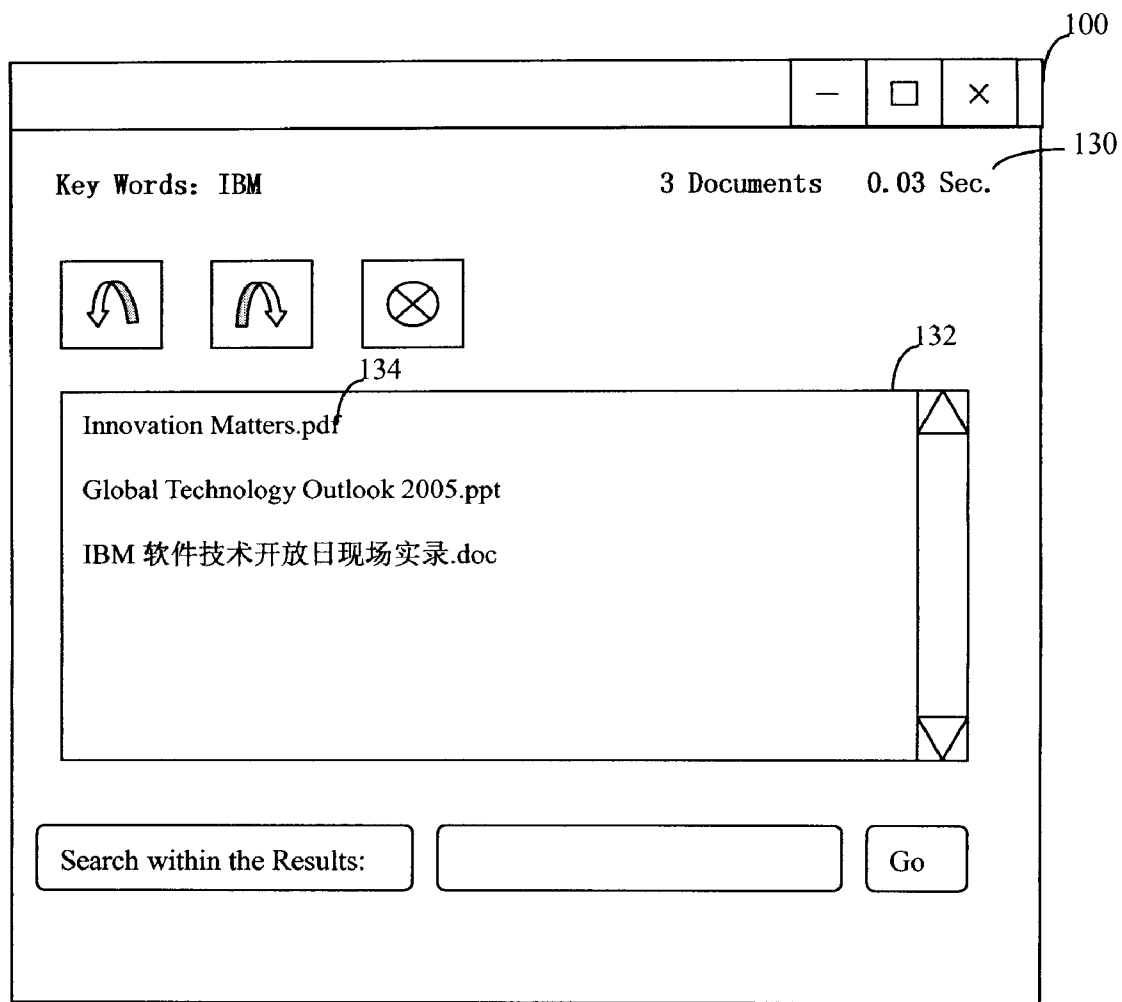 100
130
Key Words: IBM 3 Documents 0.03 Sec.
132
134
Innovation Matters.pdf
Global Technology Outlook 2005.ppt
IBM 软件技术开放日现场实录.doc
Search within the Results: Go